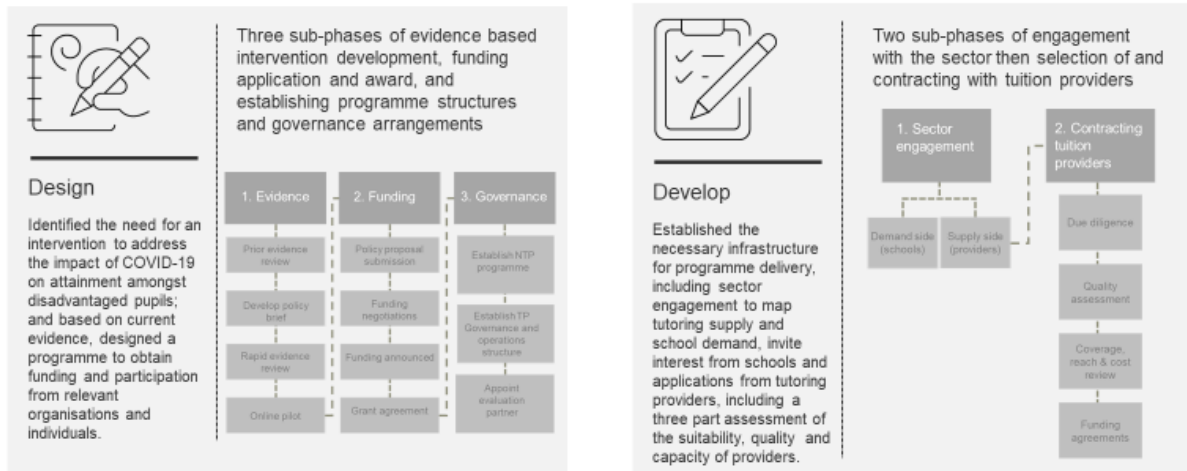 Three sub-phases of evidence based
intervention development, funding
application and award, and
establishing programme structures
and governance arrangements
Design
Identified the need for an
intervention to address
the impact of COVID-19
on attainment amongst
disadvantaged pupils;
and based on current
evidence, designed a
programme to obtain
funding and participation
from relevant
organisations and
individuals.
1. Evidence
Prior evidence
review
Develop policy
brief
Rapid evidence
review
Online pilot
2. Funding
Policy proposal
submission
Funding
negotiations
Funding announced
Grant agreement
3. Governance
Establish NTP
programme
Establish TP
Governance and
operations
structure
Appoint
evaluation
partner
Two sub-phases of engagement
with the sector then selection of and
contracting with tuition providers
Develop
Established the
necessary infrastructure
for programme delivery,
including sector
engagement to map
tutoring supply and
school demand, invite
interest from schools and
applications from tutoring
providers, including a
three part assessment of
the suitability, quality and
capacity of providers.
1. Sector
engagement
Demand side
(schools)
Supply side
(providers)
2. Contracting
tuition
providers
Due diligence
Quality
assessment
Coverage,
reach & cost
review
Funding
agreements